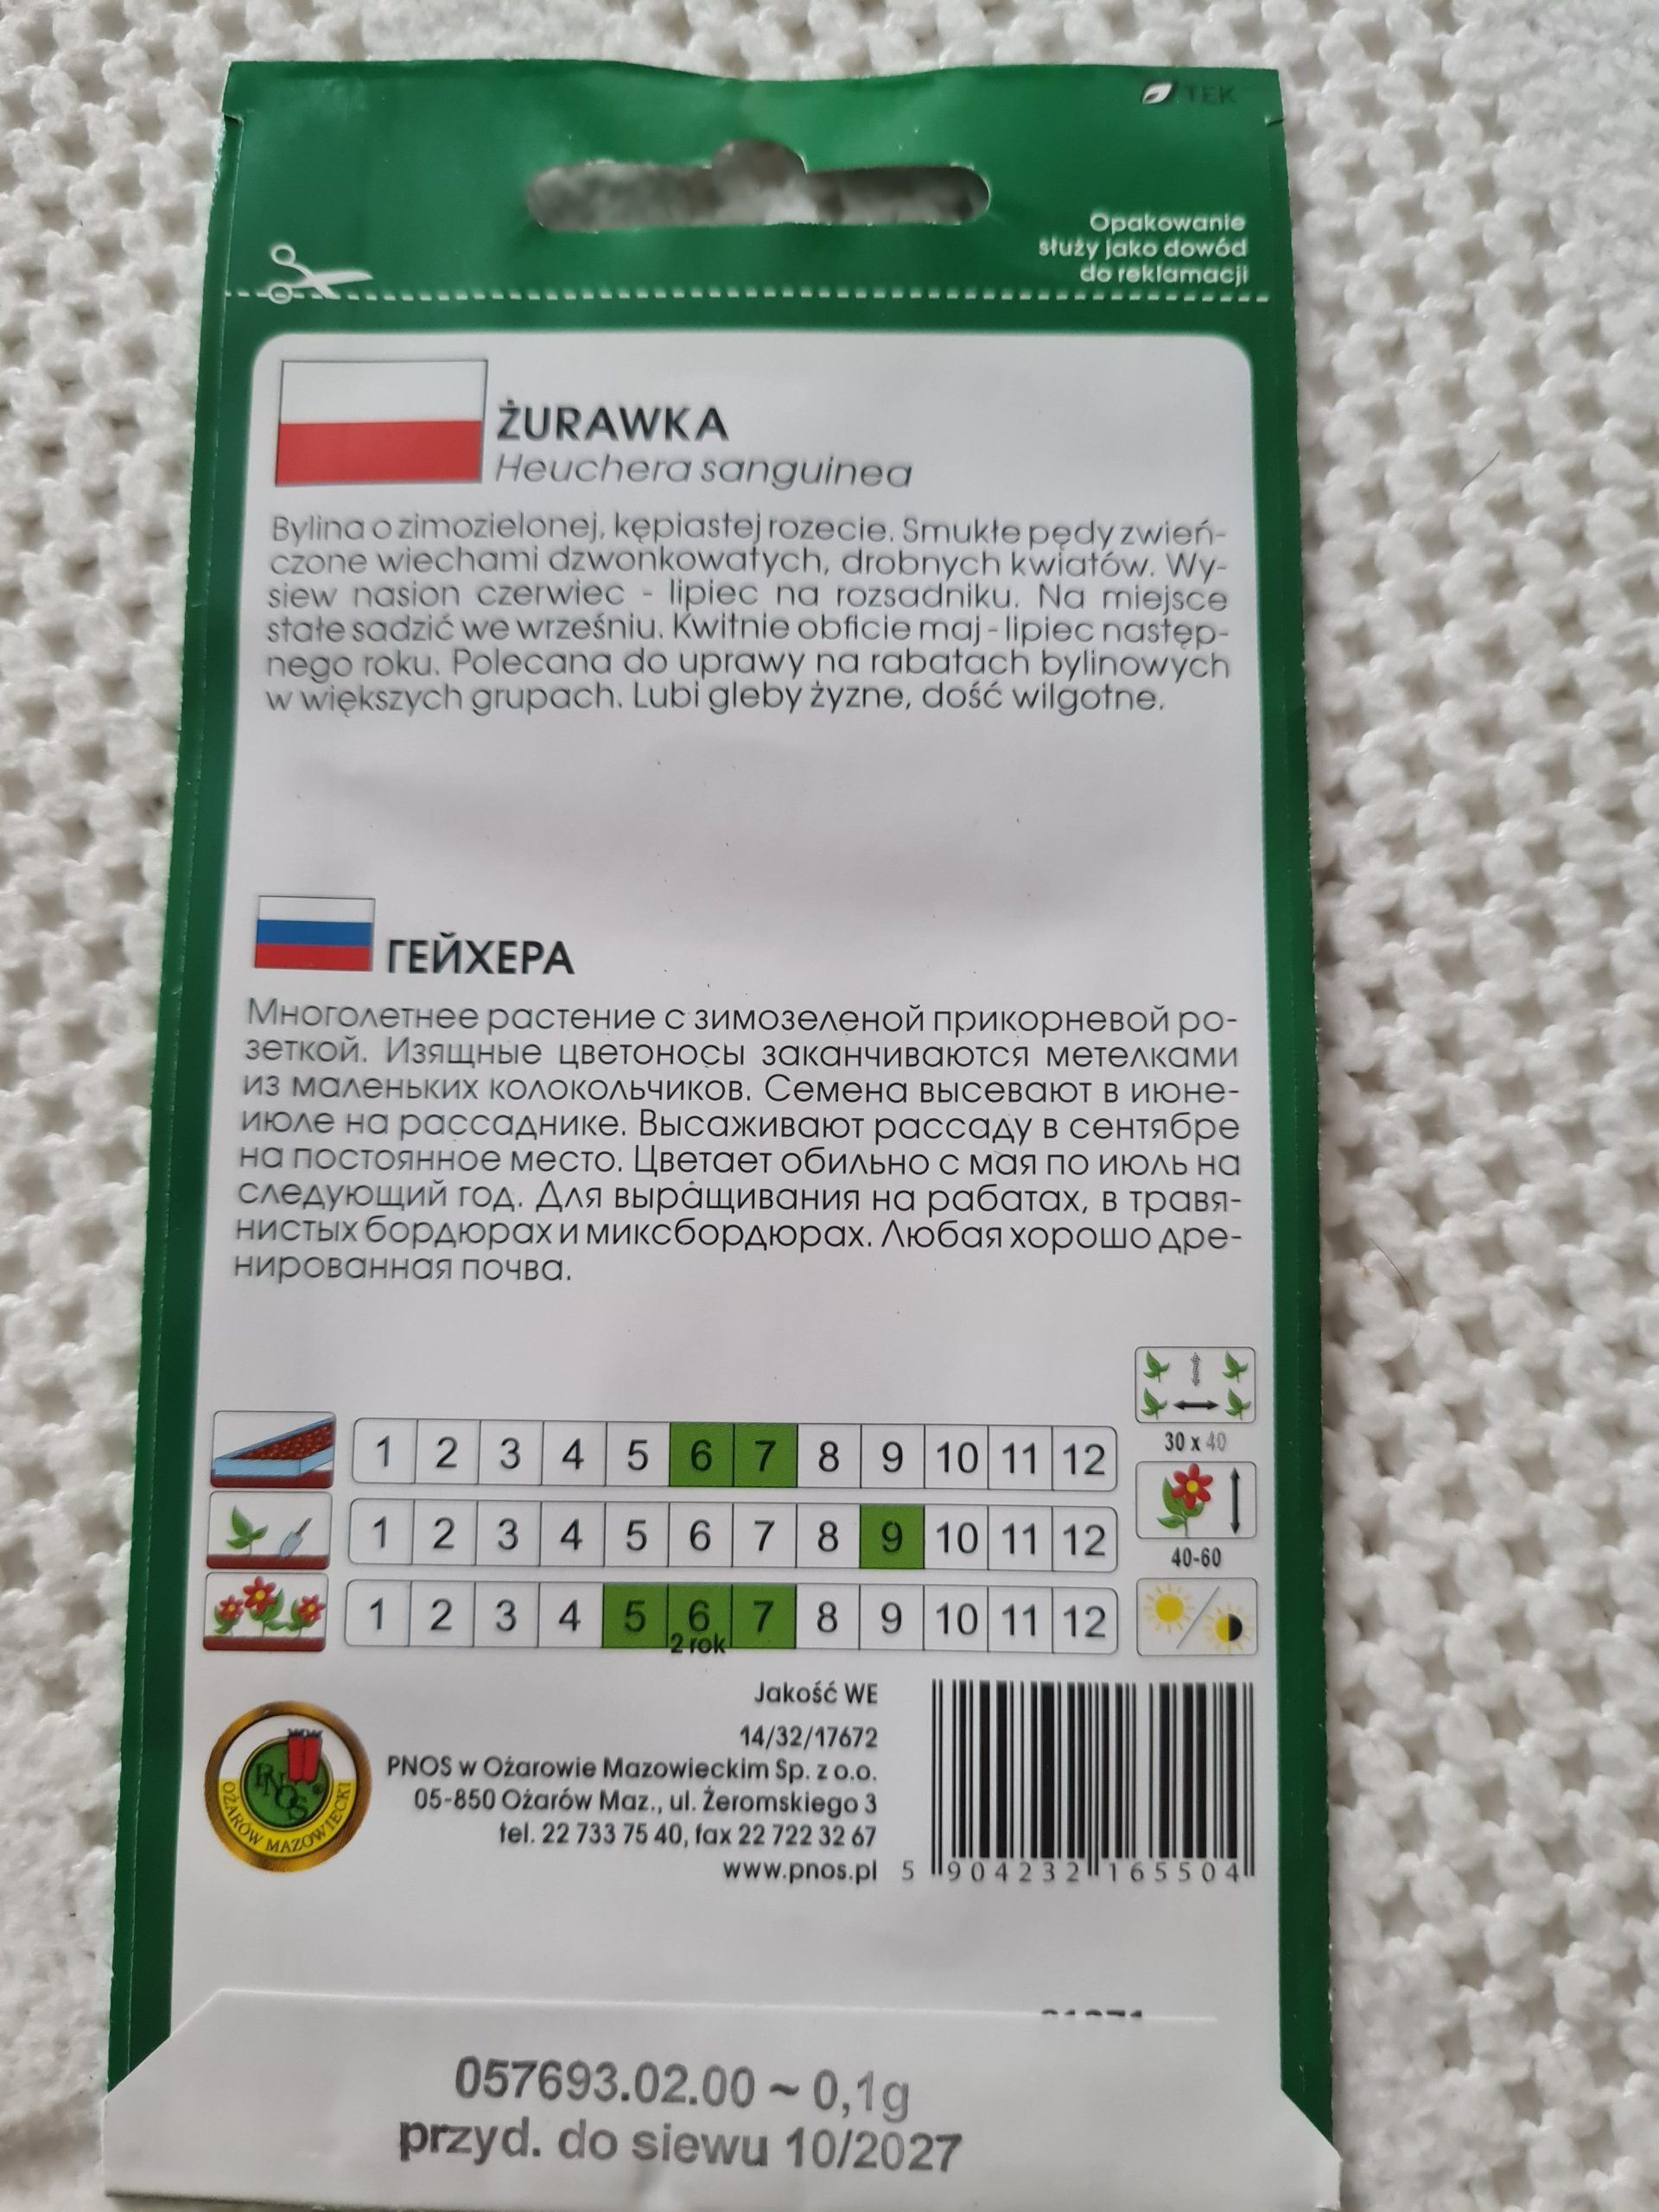 TEK
Opakowanie
służy jako dowód
do reklamacji
ŻURAWKA
Heuchera sanguinea
Bylina o zimozielonej, kępiastej rozecie. Smukłe pędy zwień-
czone wiechami dzwonkowatych, drobnych kwiatów. Wy-
siew nasion czerwiec - lipiec na rozsadniku. Na miejsce
stałe sadzić we wrześniu. Kwitnie obficie maj - lipiec następ-
nego roku. Polecana do uprawy na rabatach bylinowych
w większych grupach. Lubi gleby żyzne, dość wilgotne.
ГЕЙХЕРА
Многолетнее растение с зимозеленой прикорневой ро-
зеткой. Изящные цветоносы заканчиваются метелками
из маленьких колокольчиков. Семена высевают в июне-
июле на рассаднике. Высаживают рассаду в сентябре
на постоянное место. Цветает обильно с мая по июль на
следующий год. Для выращивания на рабатах, в травя-
нистых бордюрах и миксбордюрах. Любая хорошо дре-
нированная почва.
1 2 3 4 5 6 7 8 9 10 11 12
30 x 40
1 2 3 4 5 6 7 8 9 10 11 12
40-60
1 2 3 4 5 6 7 8 9 10 11 12
2 rok
Jakość WE
14/32/17672
PNOS w Ożarowie Mazowieckim Sp. z o.o.
05-850 Ożarów Maz., ul. Żeromskiego 3
tel. 22 733 75 40, fax 22 722 32 67
www.pnos.pl
PNOS
OŻARÓW MAZOWIECKI
5 904232 165504
057693.02.00 ~ 0,1g
przyd. do siewu 10/2027